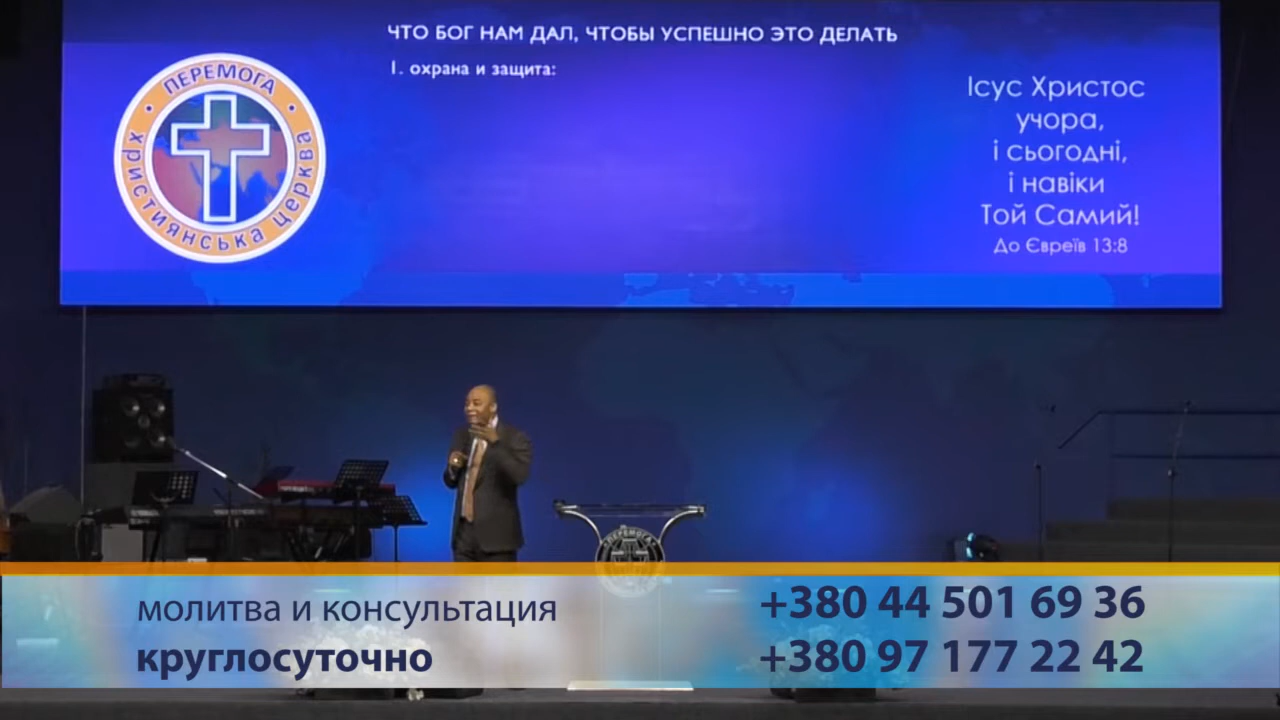 ЧТО БОГ НАМ ДАЛ, ЧТОБЫ УСПЕШНО ЭТО ДЕЛАТЬ
1. охрана и защита:
ПЕРЕМОГА
християнська церква
Ісус Христос
учора,
і сьогодні,
і навіки
Той Самий!
До Євреїв 13:8
ПЕРЕМОГА
молитва и консультация
круглосуточно
+380 44 501 69 36
+380 97 177 22 42